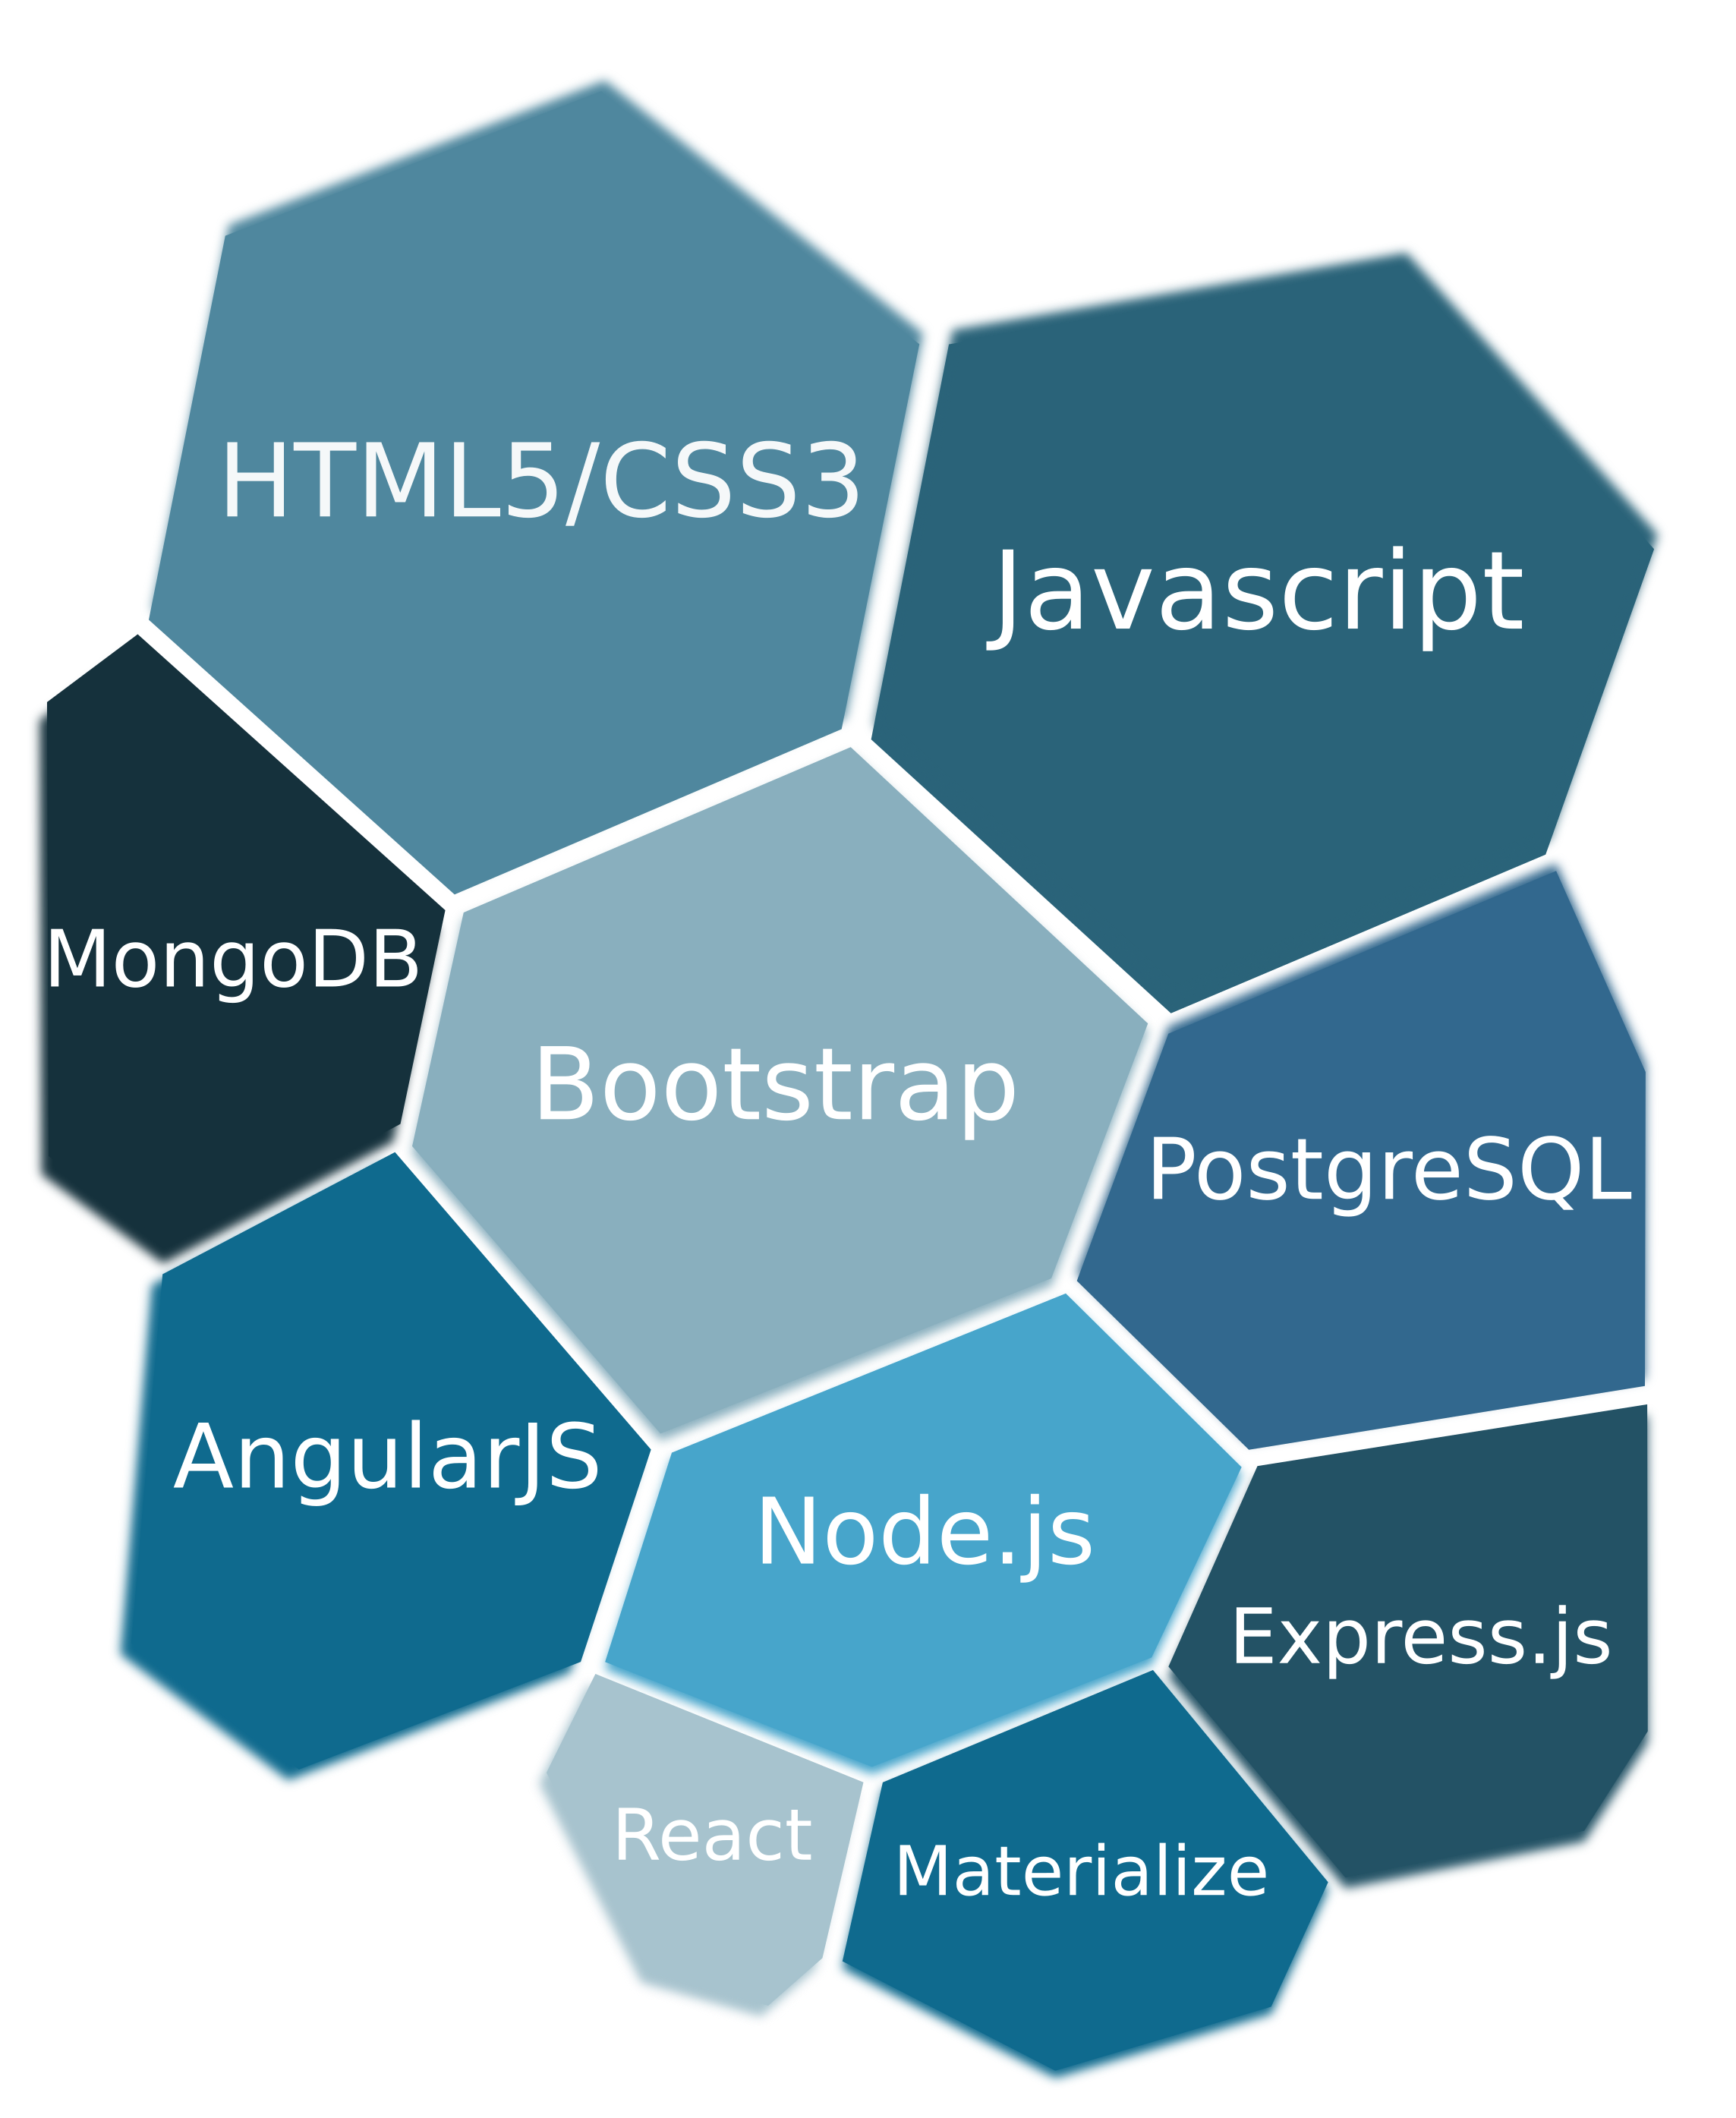 HTML5/CSS3
Javascript
MongoDB
Bootstrap
PostgreSQL
AngularJS
Node.js
Express.js
React
Materialize